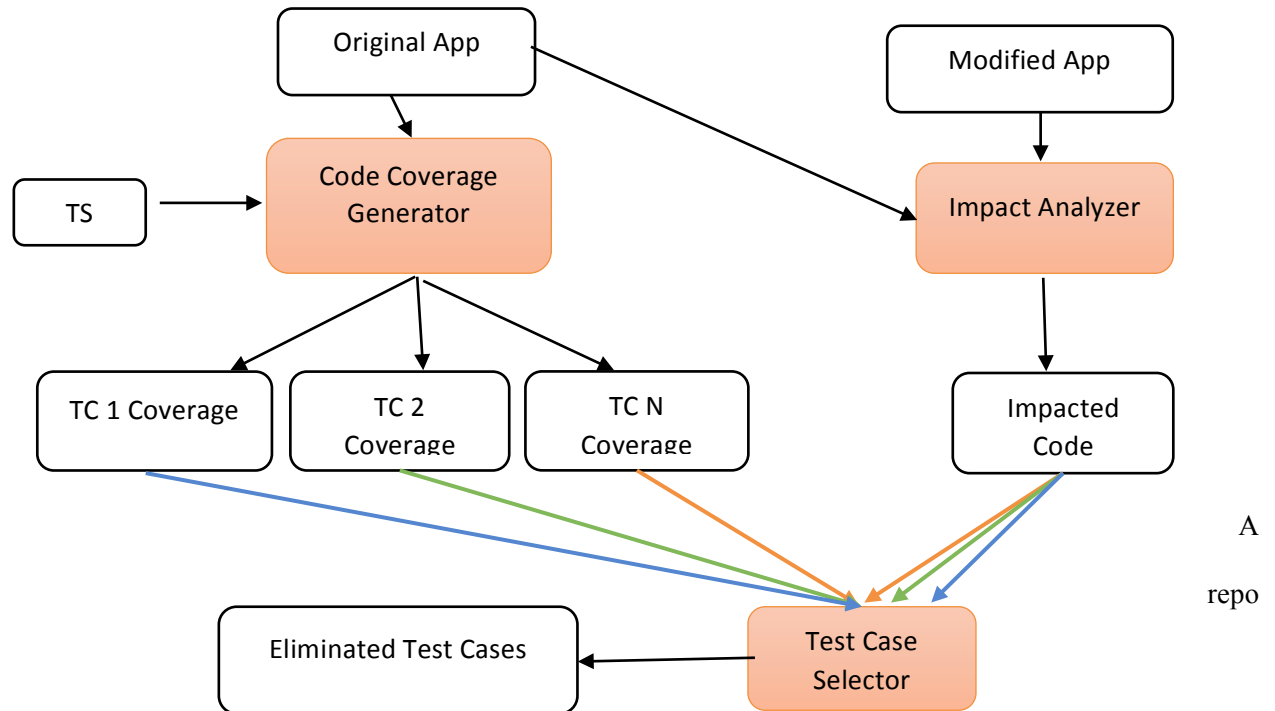 Original App
Modified App
Code Coverage
Generator
TS
Impact Analyzer
TC 1 Coverage
TC 2
Coverage
TC N
Coverage
Impacted
Code
A
repo
Eliminated Test Cases
Test Case
Selector